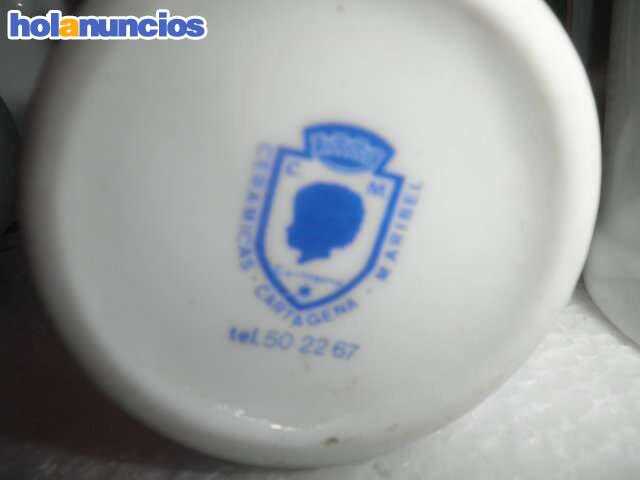 holanuncios
C M
CERAMICAS - CARTAGENA - MARIBEL
tel. 50 22 67